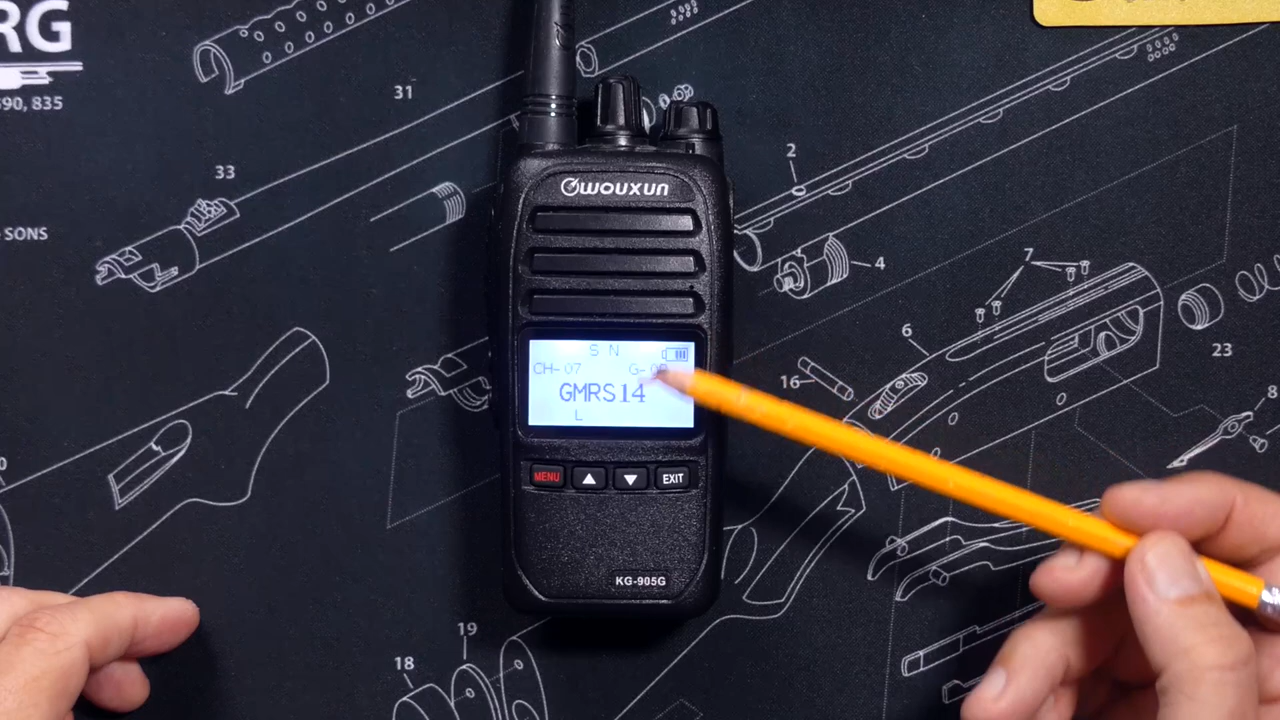 RG
590, 835
31
33
& SONS
2
4
7
6
16
23
8
19
18
WOUXUN
S N
CH-07
GMRS14
L
MENU
EXIT
KG-905G